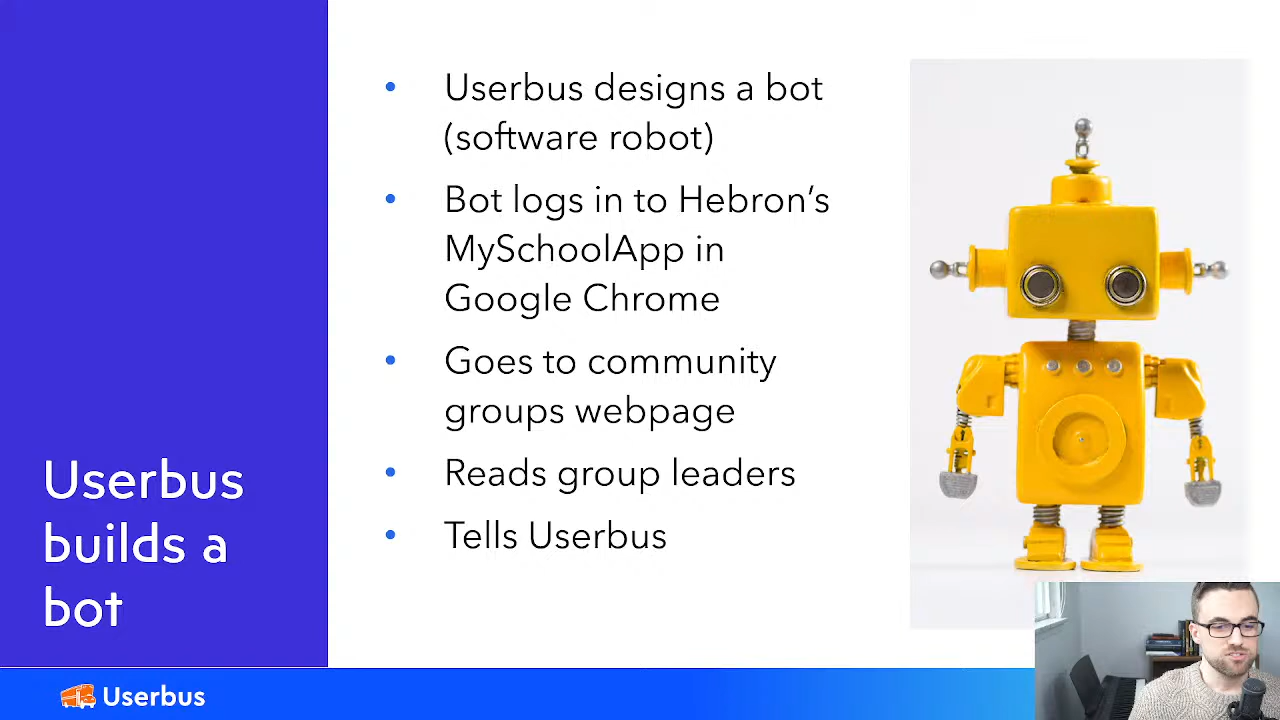 Userbus
builds a
bot
• Userbus designs a bot
(software robot)
• Bot logs in to Hebron’s
MySchoolApp in
Google Chrome
• Goes to community
groups webpage
• Reads group leaders
• Tells Userbus
Userbus